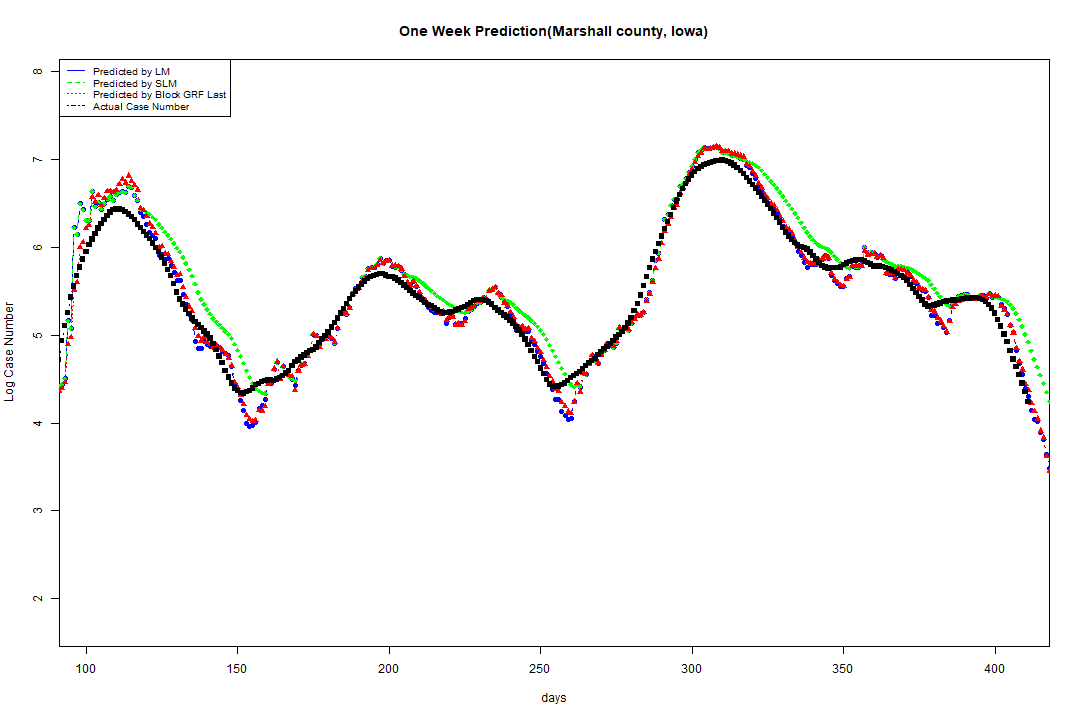 One Week Prediction(Marshall county, Iowa)
Predicted by LM
Predicted by SLM
Predicted by Block GRF Last
Actual Case Number
8
7
6
5
4
3
2
Log Case Number
100 150 200 250 300 350 400
days